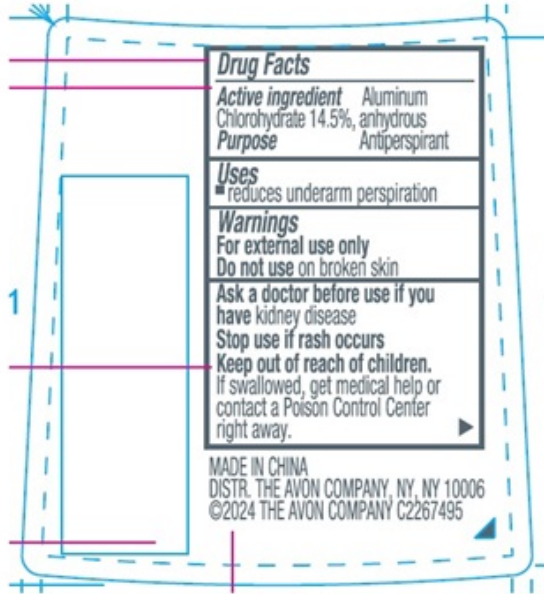 Drug Facts
Active ingredient Aluminum
Chlorohydrate 14.5%, anhydrous
Purpose Antiperspirant
Uses
■ reduces underarm perspiration
Warnings
For external use only
Do not use on broken skin
Ask a doctor before use if you
have kidney disease
Stop use if rash occurs
Keep out of reach of children.
If swallowed, get medical help or
contact a Poison Control Center
right away.
1
MADE IN CHINA
DISTR. THE AVON COMPANY, NY, NY 10006
©2024 THE AVON COMPANY C2267495